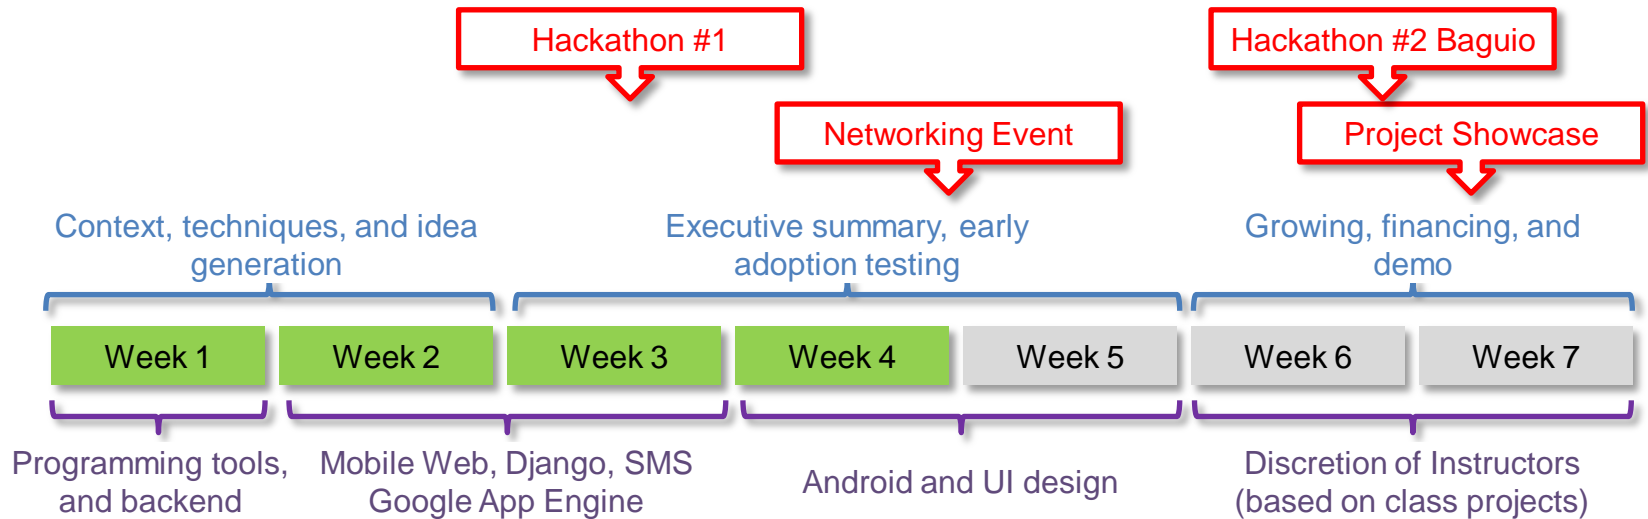 Hackathon #1
Hackathon #2 Baguio
Networking Event
Project Showcase
Context, techniques, and idea
generation
Executive summary, early
adoption testing
Growing, financing, and
demo
Week 1
Week 2
Week 3
Week 4
Week 5
Week 6
Week 7
Programming tools,
and backend
Mobile Web, Django, SMS
Google App Engine
Android and UI design
Discretion of Instructors
(based on class projects)